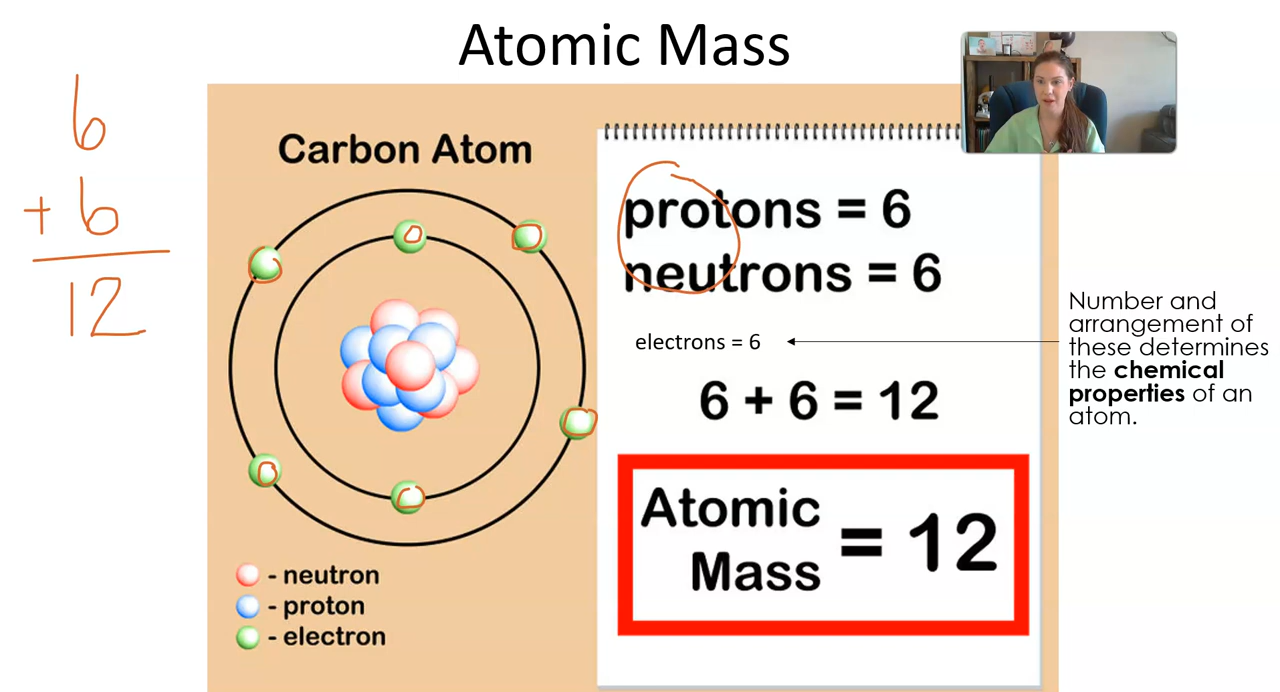 Atomic Mass
6
+ 6
12
Carbon Atom
- neutron
- proton
- electron
protons = 6
neutrons = 6
electrons = 6
6 + 6 = 12
Atomic
Mass
= 12
Number and
arrangement of
these determines
the chemical
properties of an
atom.